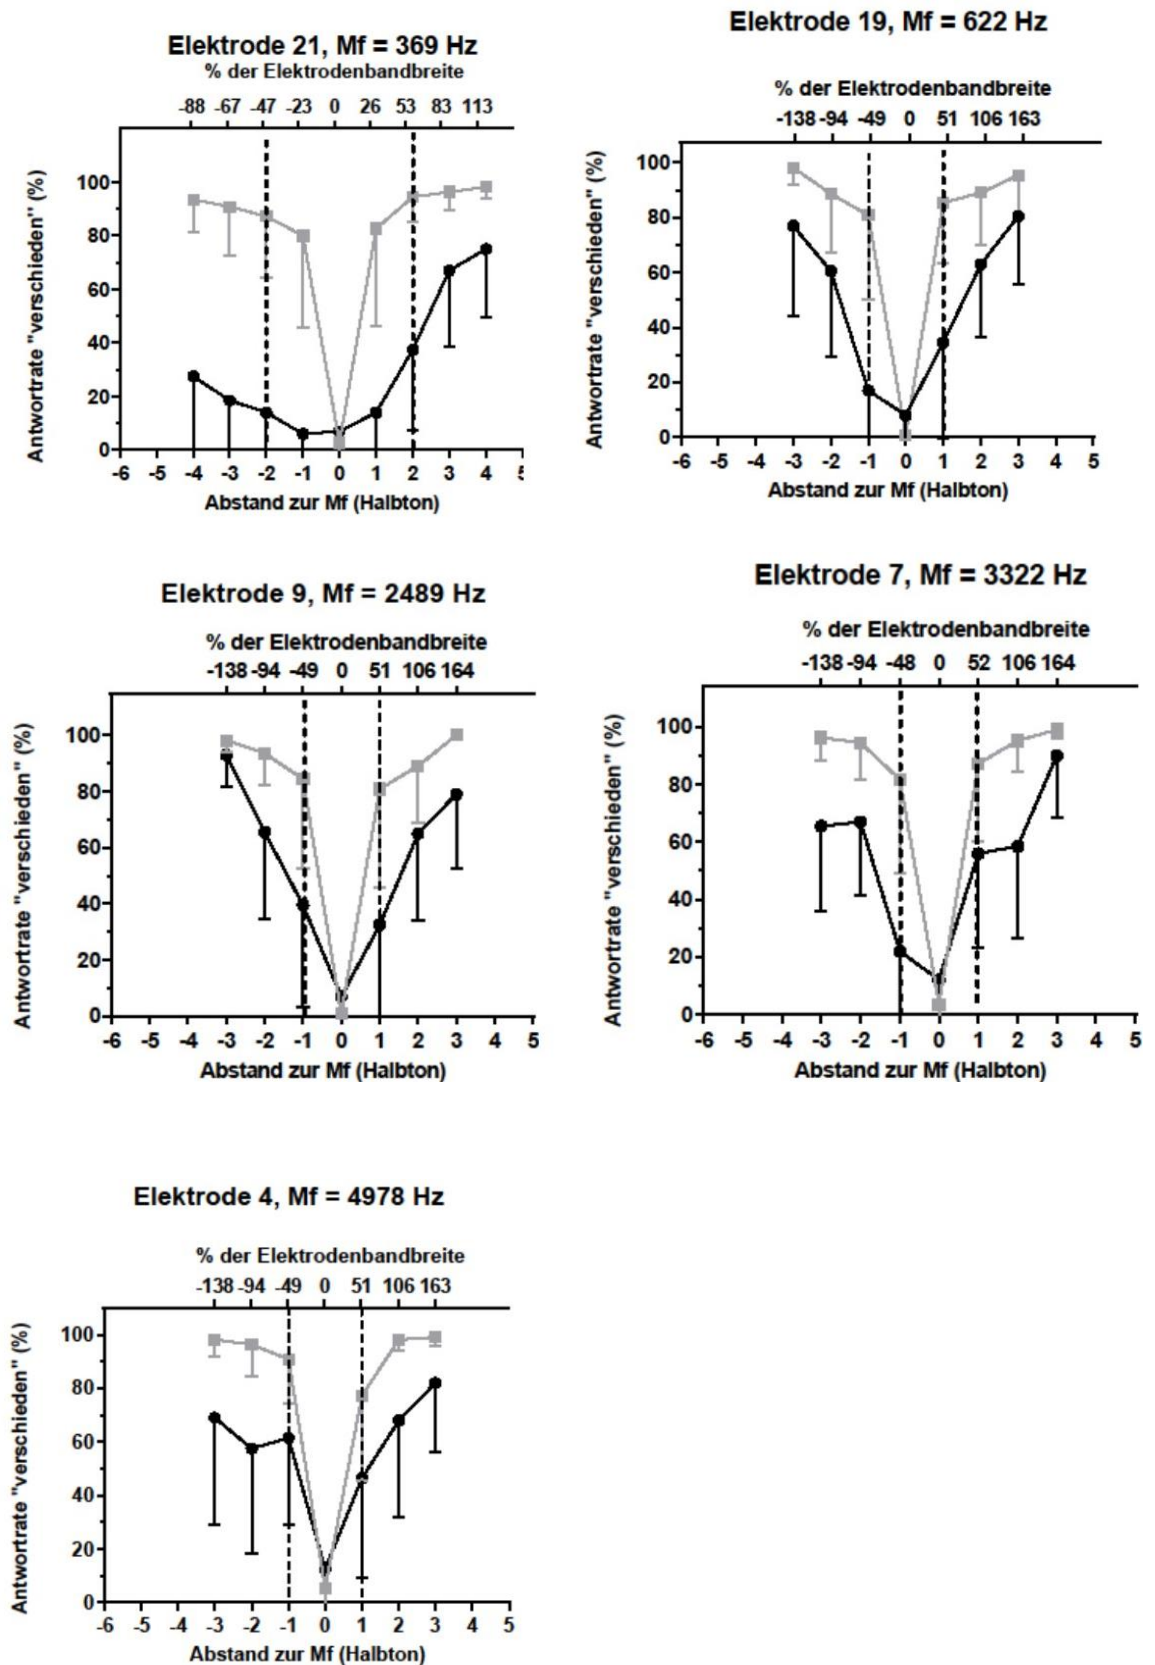 Elektrode 21, Mf = 369 Hz
% der Elektrodenbandbreite
-88 -67 -47 -23 0 26 53 83 113
Antwortrate "verschieden" (%)
100
80
60
40
20
0
-6 -5 -4 -3 -2 -1 0 1 2 3 4
Abstand zur Mf (Halbton)
Elektrode 19, Mf = 622 Hz
% der Elektrodenbandbreite
-138 -94 -49 0 51 106 163
Antwortrate "verschieden" (%)
100
80
60
40
20
0
-6 -5 -4 -3 -2 -1 0 1 2 3 4 5
Abstand zur Mf (Halbton)
Elektrode 9, Mf = 2489 Hz
% der Elektrodenbandbreite
-138 -94 -49 0 51 106 164
Antwortrate "verschieden" (%)
100
80
60
40
20
0
-6 -5 -4 -3 -2 -1 0 1 2 3 4 5
Abstand zur Mf (Halbton)
Elektrode 7, Mf = 3322 Hz
% der Elektrodenbandbreite
-138 -94 -48 0 52 106 164
Antwortrate "verschieden" (%)
100
80
60
40
20
0
-6 -5 -4 -3 -2 -1 0 1 2 3 4 5
Abstand zur Mf (Halbton)
Elektrode 4, Mf = 4978 Hz
% der Elektrodenbandbreite
-138 -94 -49 0 51 106 163
Antwortrate "verschieden" (%)
100
80
60
40
20
0
-6 -5 -4 -3 -2 -1 0 1 2 3 4 5
Abstand zur Mf (Halbton)